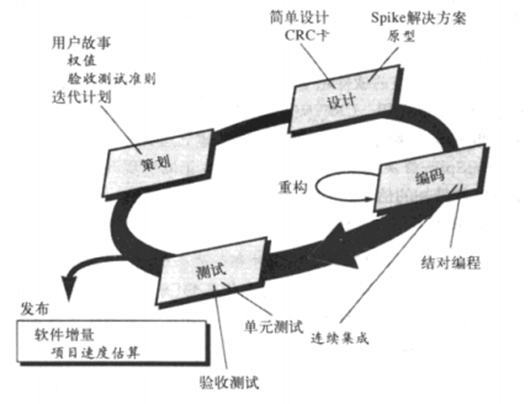 简单设计
CRC卡
Spike解决方案
原型
用户故事
权值
验收测试准则
迭代计划
设计
策划
编码
重构
测试
结对编程
发布
软件增量
项目速度估算
单元测试
连续集成
验收测试